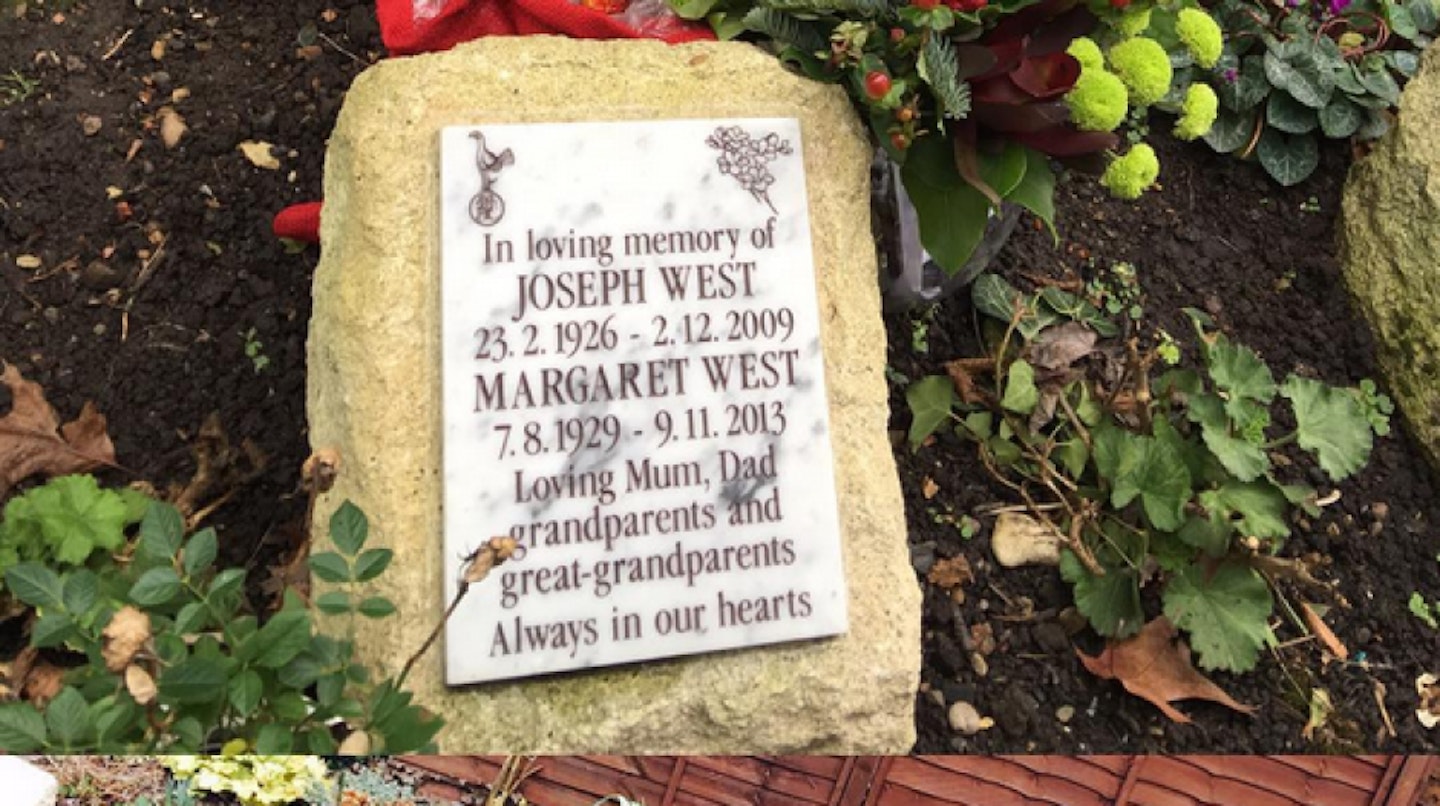 In loving memory of
JOSEPH WEST
23. 2. 1926 - 2. 12. 2009
MARGARET WEST
7. 8. 1929 - 9. 11. 2013
Loving Mum, Dad
grandparents and
great-grandparents
Always in our hearts